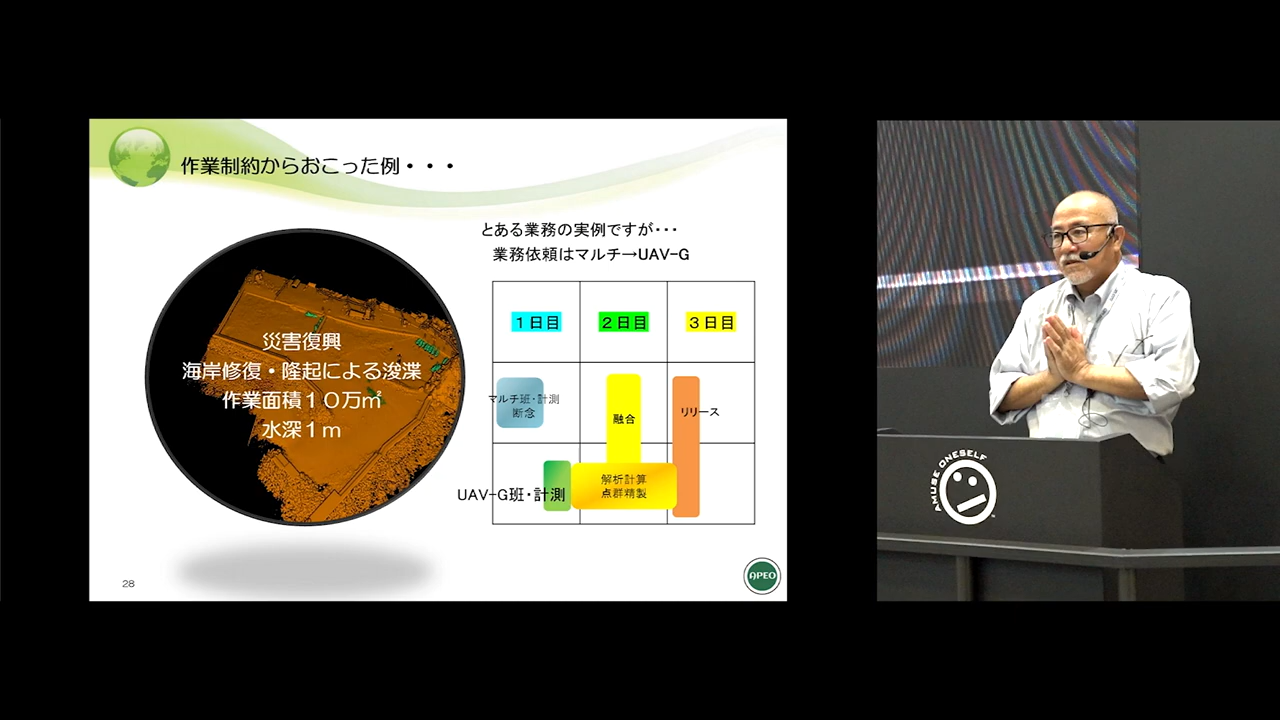 作業制約からおこった例・・・
災害復興
海岸修復・隆起による浚渫
作業面積１０万㎡
水深１ｍ
とある業務の実例ですが・・・
業務依頼はマルチ→UAV-G
１日目
２日目
３日目
マルチ班・計測
断念
融合
リリース
UAV-G班・計測
解析計算
点群精製
28
APEO
AMUSE ONESELF